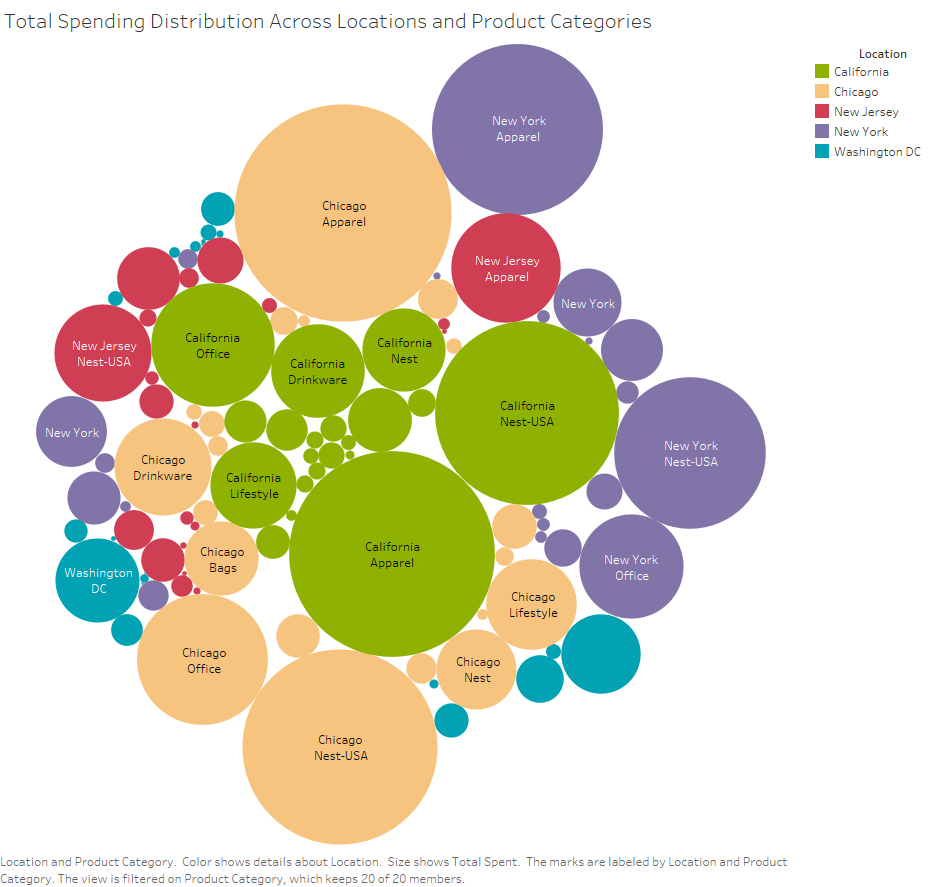 Total Spending Distribution Across Locations and Product Categories
Location
California
Chicago
New Jersey
New York
Washington DC
New York
Apparel
Chicago
Apparel
New Jersey
Apparel
New York
California
Office
New Jersey
Nest-USA
California
Nest
California
Drinkware
California
Nest-USA
New York
New York
Nest-USA
Chicago
Drinkware
California
Lifestyle
Chicago
Bags
California
Apparel
Washington
DC
New York
Office
Chicago
Lifestyle
Chicago
Office
Chicago
Nest
Chicago
Nest-USA
Location and Product Category.  Color shows details about Location.  Size shows Total Spent.  The marks are labeled by Location and Product
Category. The view is filtered on Product Category, which keeps 20 of 20 members.